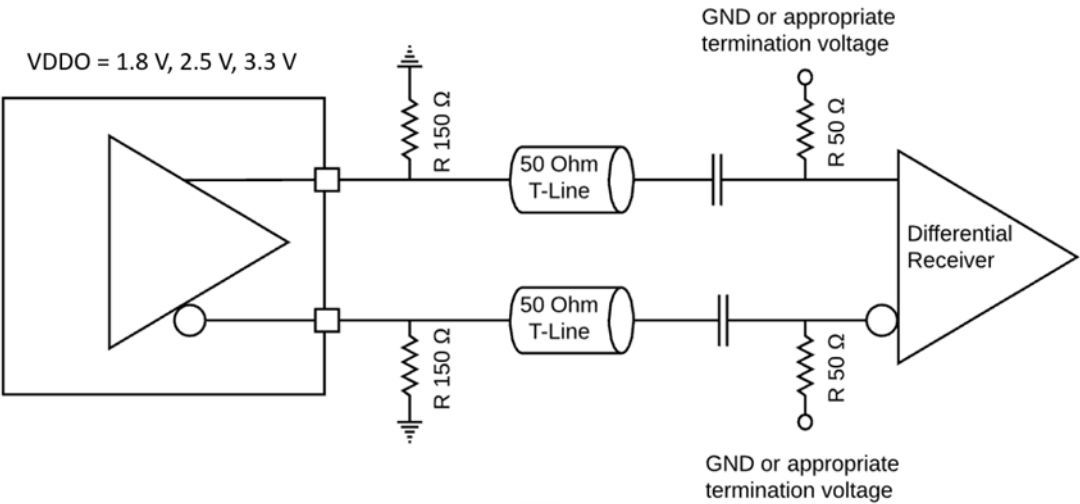 GND or appropriate
termination voltage
VDDO = 1.8 V, 2.5 V, 3.3 V
R 150 Ω
R 50 Ω
50 Ohm
T-Line
Differential
Receiver
50 Ohm
T-Line
R 150 Ω
R 50 Ω
GND or appropriate
termination voltage